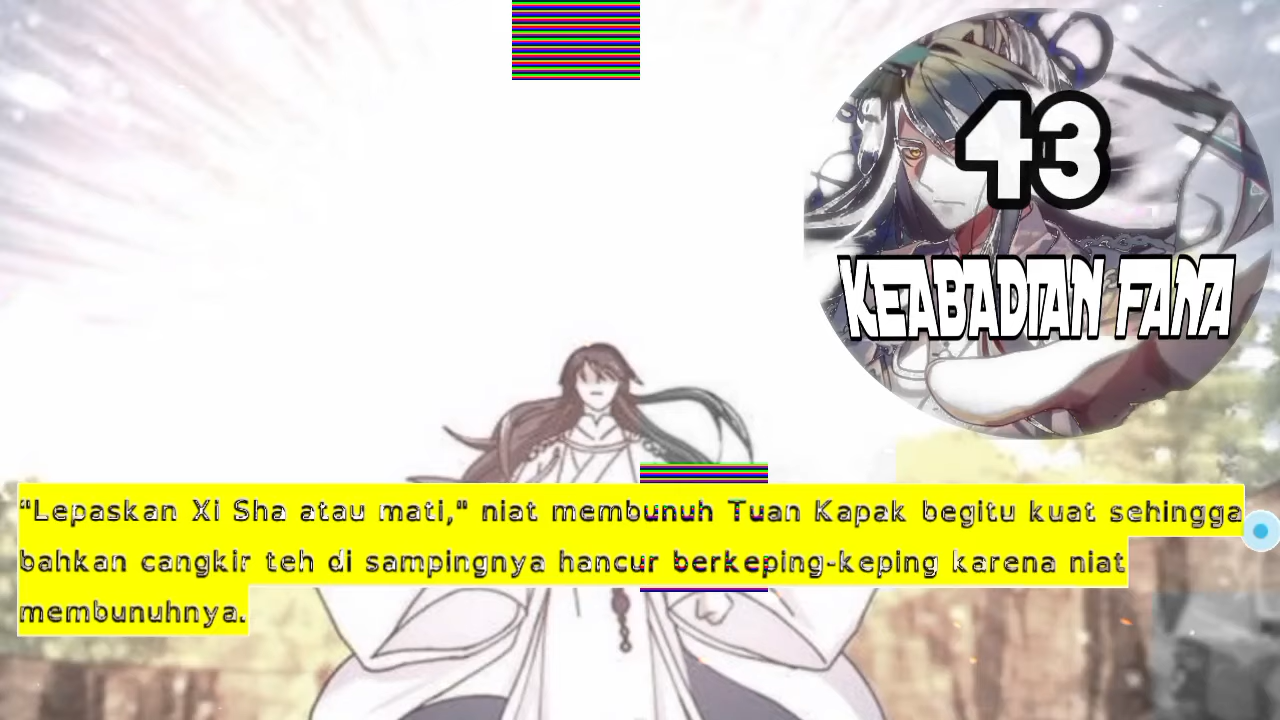 43
KEABADIAN FANA
"Lepaskan Xi Sha atau mati," niat membunuh Tuan Kapak begitu kuat sehingga
bahkan cangkir teh di sampingnya hancur berkeping-keping karena niat
membunuhnya.